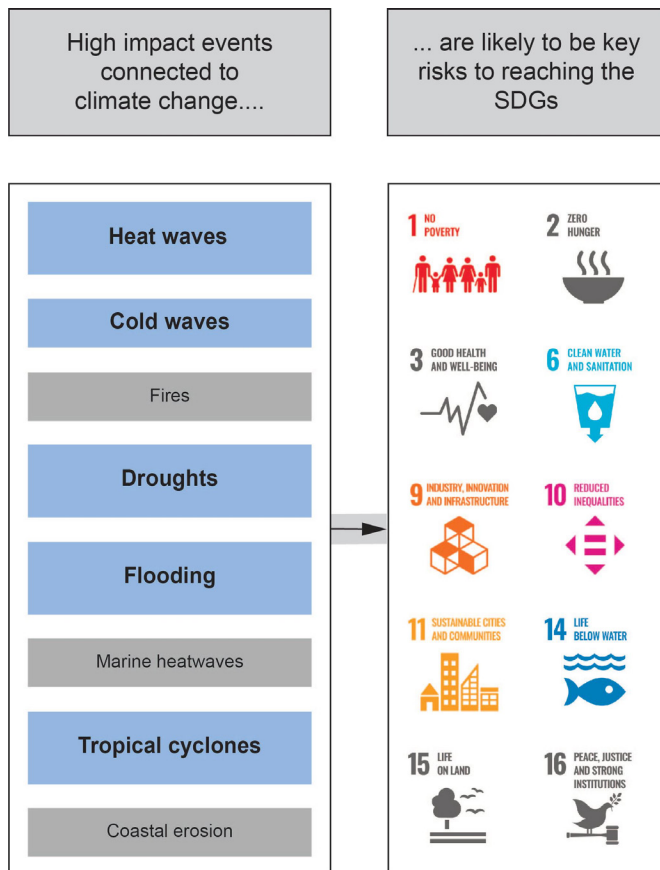 High impact events
connected to
climate change....
... are likely to be key
risks to reaching the
SDGs
Heat waves
Cold waves
Fires
Droughts
Flooding
Marine heatwaves
Tropical cyclones
Coastal erosion
1 NO
POVERTY
2 ZERO
HUNGER
3 GOOD HEALTH
AND WELL-BEING
6 CLEAN WATER
AND SANITATION
9 INDUSTRY, INNOVATION
AND INFRASTRUCTURE
10 REDUCED
INEQUALITIES
11 SUSTAINABLE CITIES
AND COMMUNITIES
14 LIFE
BELOW WATER
15 LIFE
ON LAND
16 PEACE, JUSTICE
AND STRONG
INSTITUTIONS